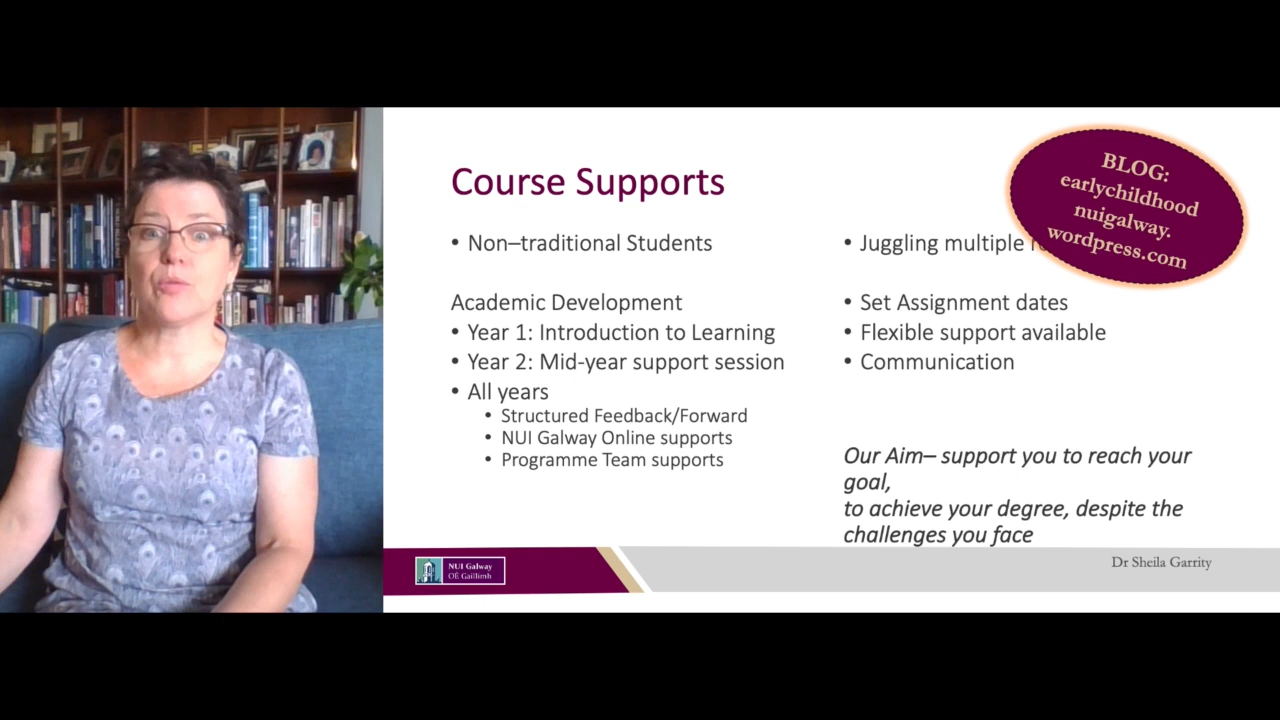 Course Supports
• Non–traditional Students
Academic Development
• Year 1: Introduction to Learning
• Year 2: Mid-year support session
• All years
• Structured Feedback/Forward
• NUI Galway Online supports
• Programme Team supports
• Juggling multiple
• Set Assignment dates
• Flexible support available
• Communication
Our Aim– support you to reach your
goal,
to achieve your degree, despite the
challenges you face
BLOG:
earlychildhood
nuigalway.
wordpress.com
NUI Galway
OÉ Gaillimh
Dr Sheila Garrity